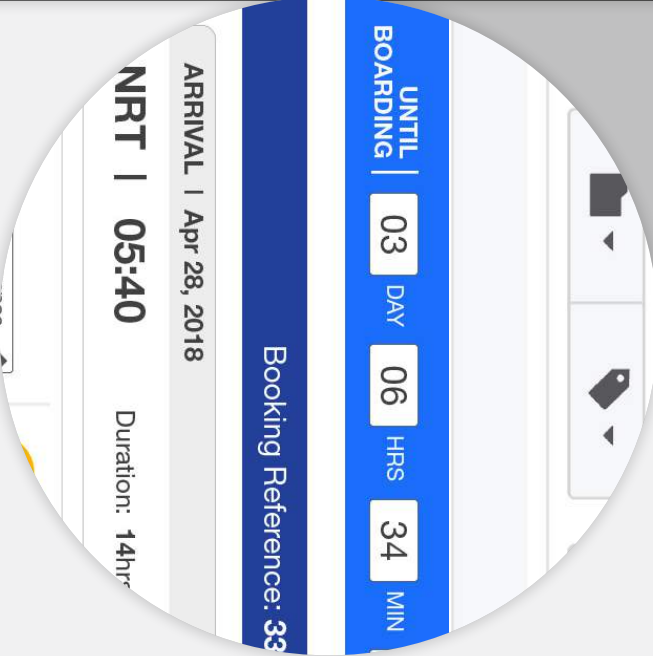 UNTIL
BOARDING
03 DAY 06 HRS 34 MIN
Booking Reference: 33
ARRIVAL | Apr 28, 2018
NRT | 05:40
Duration: 14hr